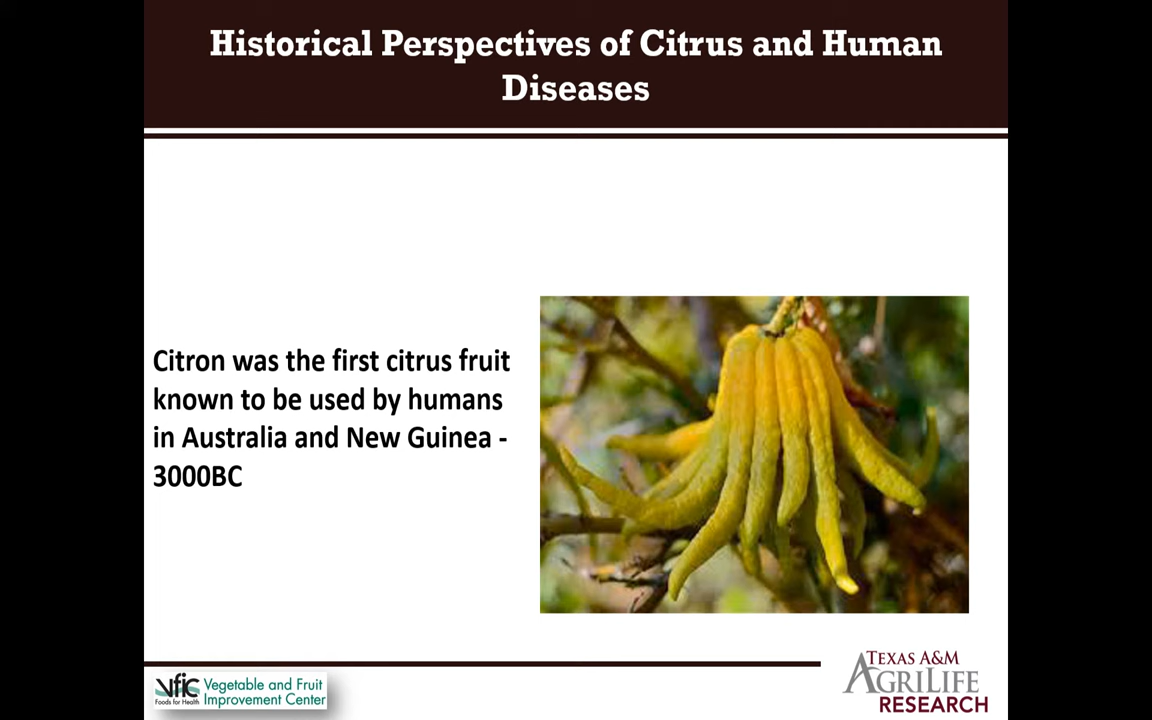 Historical Perspectives of Citrus and Human
Diseases
Citron was the first citrus fruit
known to be used by humans
in Australia and New Guinea -
3000BC
vfic
Foods for Health
Vegetable and Fruit
Improvement Center
TEXAS A&M
AGRILIFE
RESEARCH